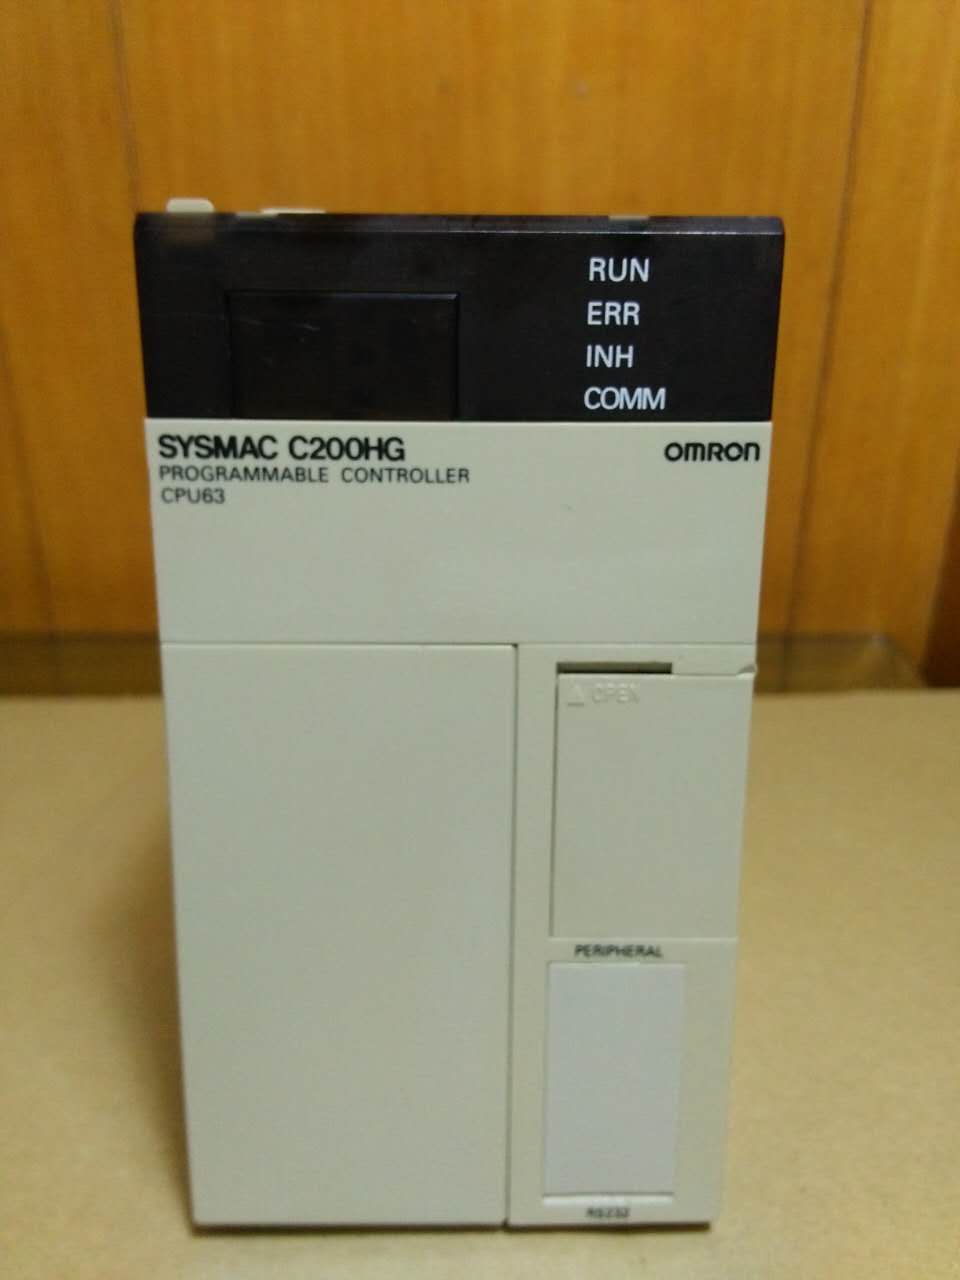 RUN
ERR
INH
COMM
SYSMAC C200HG
OMRON
PROGRAMMABLE CONTROLLER
CPU63
OPEN
PERIPHERAL
RS232